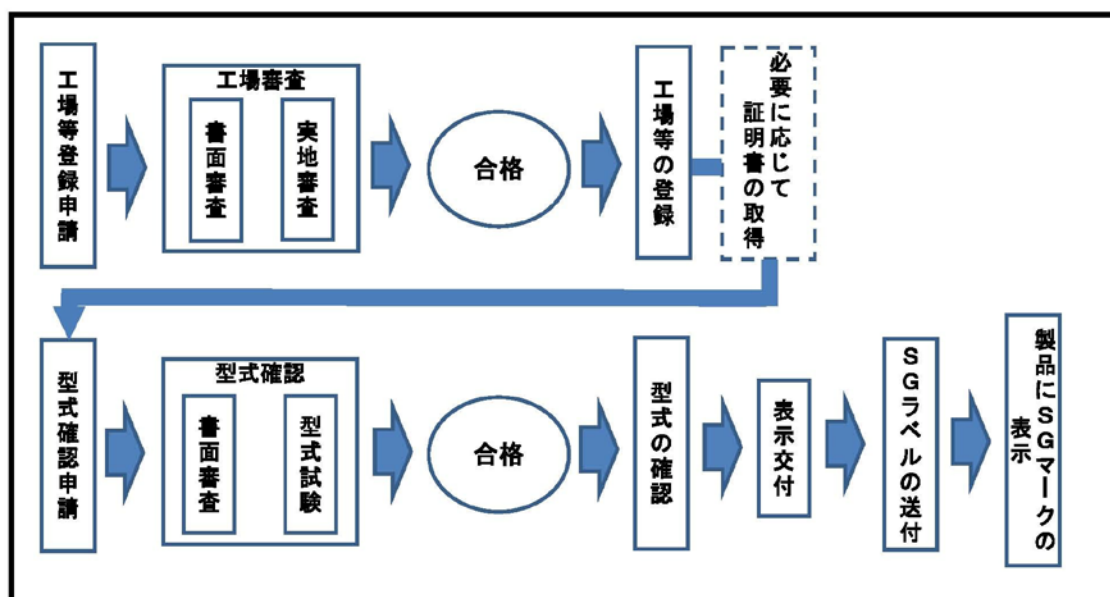 工場等登録申請
工場審査
書面審査
実地審査
合格
工場等の登録
必要に応じて
証明書の取得
型式確認申請
型式確認
書面審査
型式試験
合格
型式の確認
表示交付
SGラベルの送付
製品にSGマークの
表示